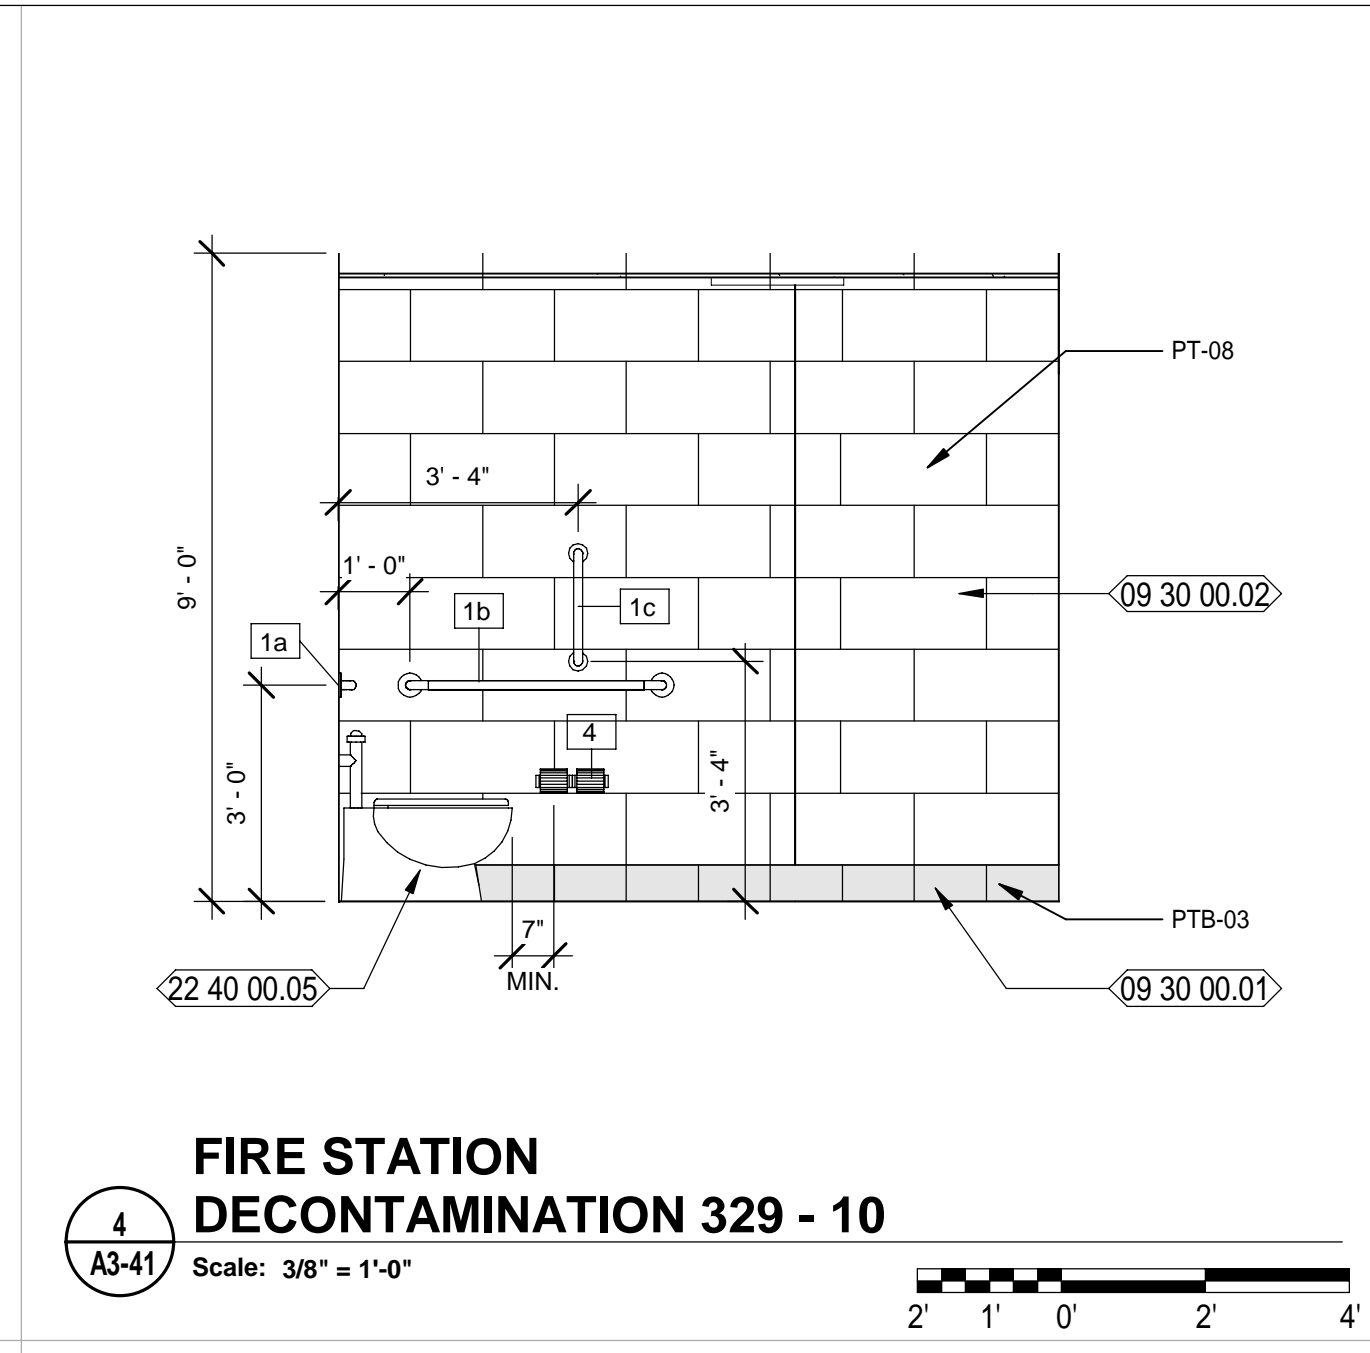 PT-08
3' - 4"
9' - 0"
1' - 0"
09 30 00.02
1b
1c
1a
4
3' - 4"
3' - 0"
7"
MIN.
PTB-03
22 40 00.05
09 30 00.01
FIRE STATION
DECONTAMINATION 329 - 10
4
A3-41
Scale: 3/8" = 1'-0"
2' 1' 0' 2' 4'